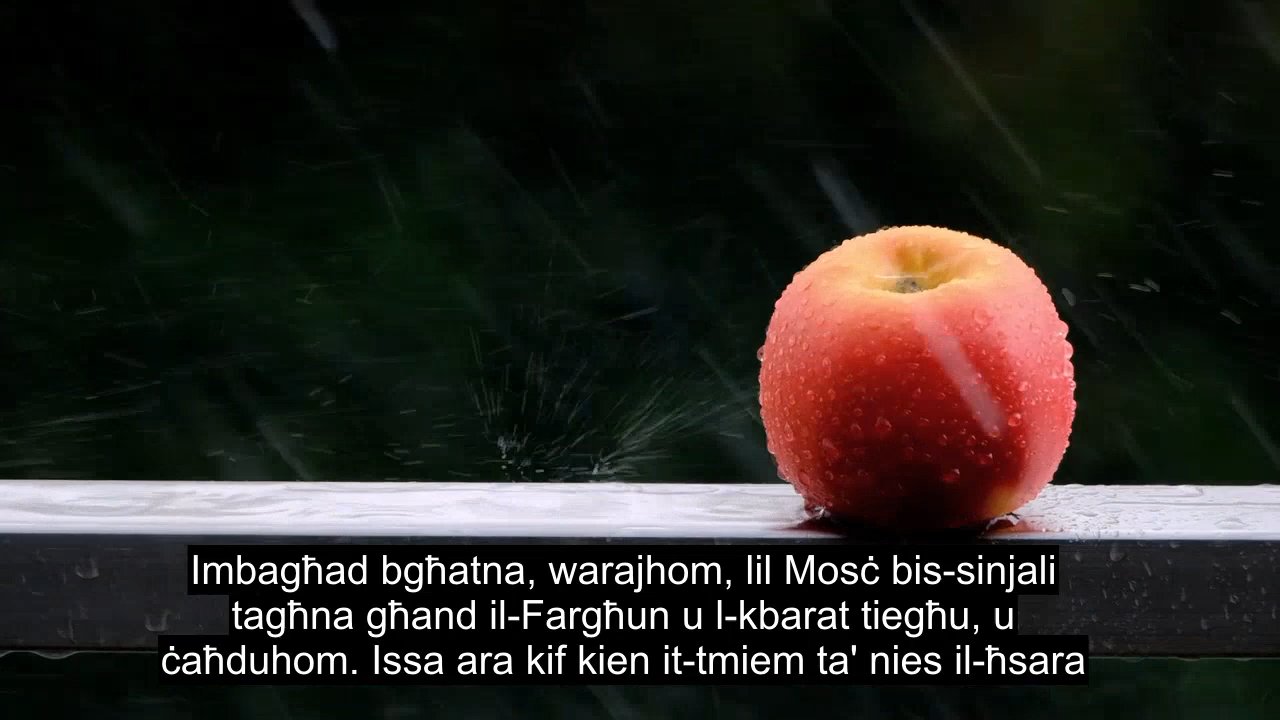 Imbagħad bgħatna, warajhom, lil Mosċ bis-sinjali
tagħna għand il-Fargħun u l-kbarat tiegħu, u
ċaħduhom. Issa ara kif kien it-tmiem ta' nies il-ħsara